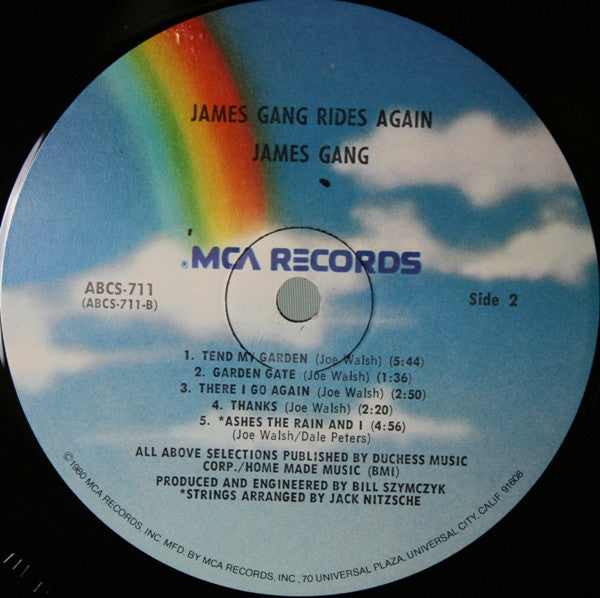 JAMES GANG RIDES AGAIN
JAMES GANG
®MCA RECORDS
ABCS-711
(ABCS-711-B)
Side 2
1. TEND MY GARDEN (Joe Walsh) (5:44)
2. GARDEN GATE (Joe Walsh) (1:36)
3. THERE I GO AGAIN (Joe Walsh) (2:50)
4. THANKS (Joe Walsh) (2:20)
5. *ASHES THE RAIN AND I (4:56)
(Joe Walsh/Dale Peters)
ALL ABOVE SELECTIONS PUBLISHED BY DUCHESS MUSIC
CORP./HOME MADE MUSIC (BMI)
PRODUCED AND ENGINEERED BY BILL SZYMCZYK
*STRINGS ARRANGED BY JACK NITZSCHE
©1980 MCA RECORDS, INC. MFD. BY MCA RECORDS, INC., 70 UNIVERSAL PLAZA, UNIVERSAL CITY, CALIF. 91608